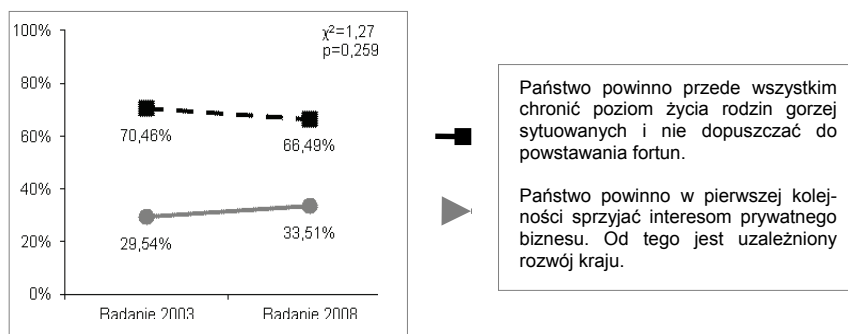 100%
80%
60%
40%
20%
0%
χ²=1,27
p=0,259
70,46%
66,49%
29,54%
33,51%
Badanie 2003
Badanie 2008
Państwo powinno przede wszystkim
chronić poziom życia rodzin gorzej
sytuowanych i nie dopuszczać do
powstawania fortun.
Państwo powinno w pierwszej kolej-
ności sprzyjać interesom prywatnego
biznesu. Od tego jest uzależniony
rozwój kraju.